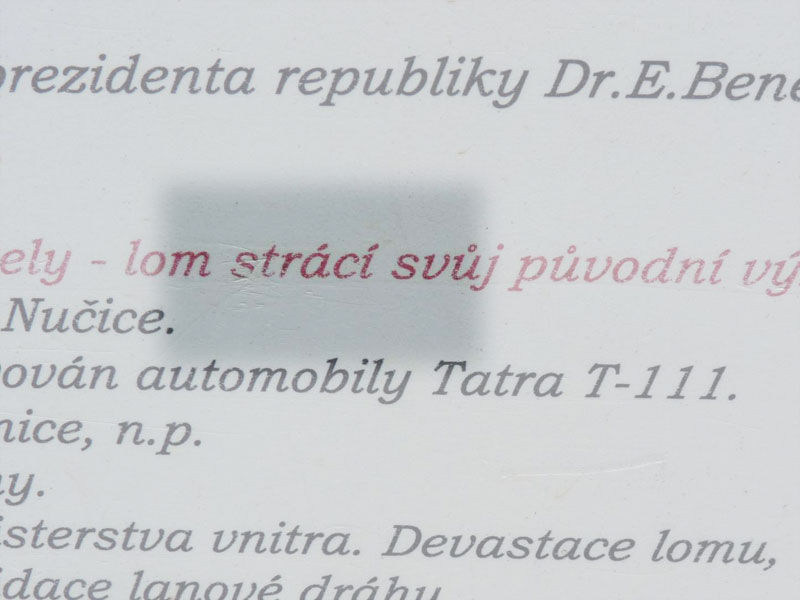 prezidenta republiky Dr.E.Bene
ely - lom strácí svůj původní vý
Nučice.
ován automobily Tatra T-111.
nice, n.p.
ny.
isterstva vnitra. Devastace lomu,
idace lanové dráhy